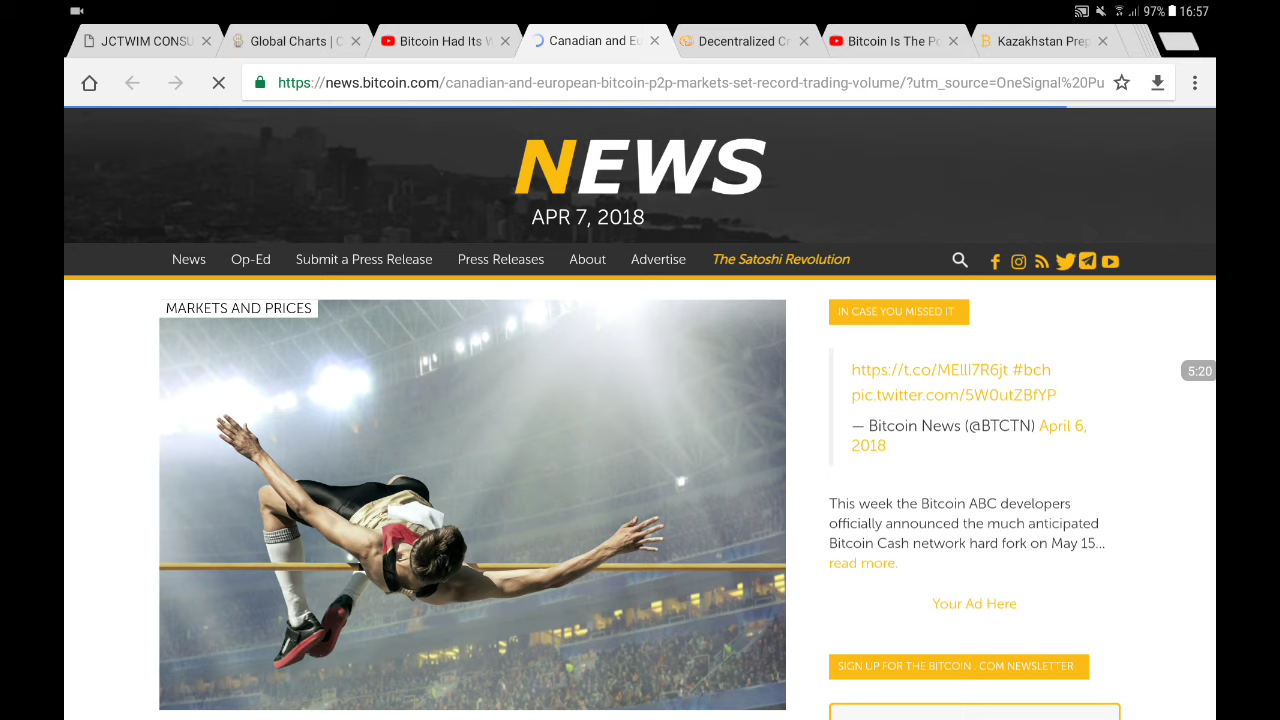 97% 16:57
JCTWIM CONSU
Global Charts | C
Bitcoin Had Its W
Canadian and Eu
Decentralized Cr
Bitcoin Is The Po
Kazakhstan Prep
https://news.bitcoin.com/canadian-and-european-bitcoin-p2p-markets-set-record-trading-volume/?utm_source=OneSignal%20Pu
NEWS
APR 7, 2018
News Op-Ed Submit a Press Release Press Releases About Advertise The Satoshi Revolution
MARKETS AND PRICES
IN CASE YOU MISSED IT
https://t.co/MEllI7R6jt #bch
pic.twitter.com/5W0utZBfYP
— Bitcoin News (@BTCTN) April 6,
2018
5:20
This week the Bitcoin ABC developers
officially announced the much anticipated
Bitcoin Cash network hard fork on May 15...
read more.
Your Ad Here
SIGN UP FOR THE BITCOIN . COM NEWSLETTER